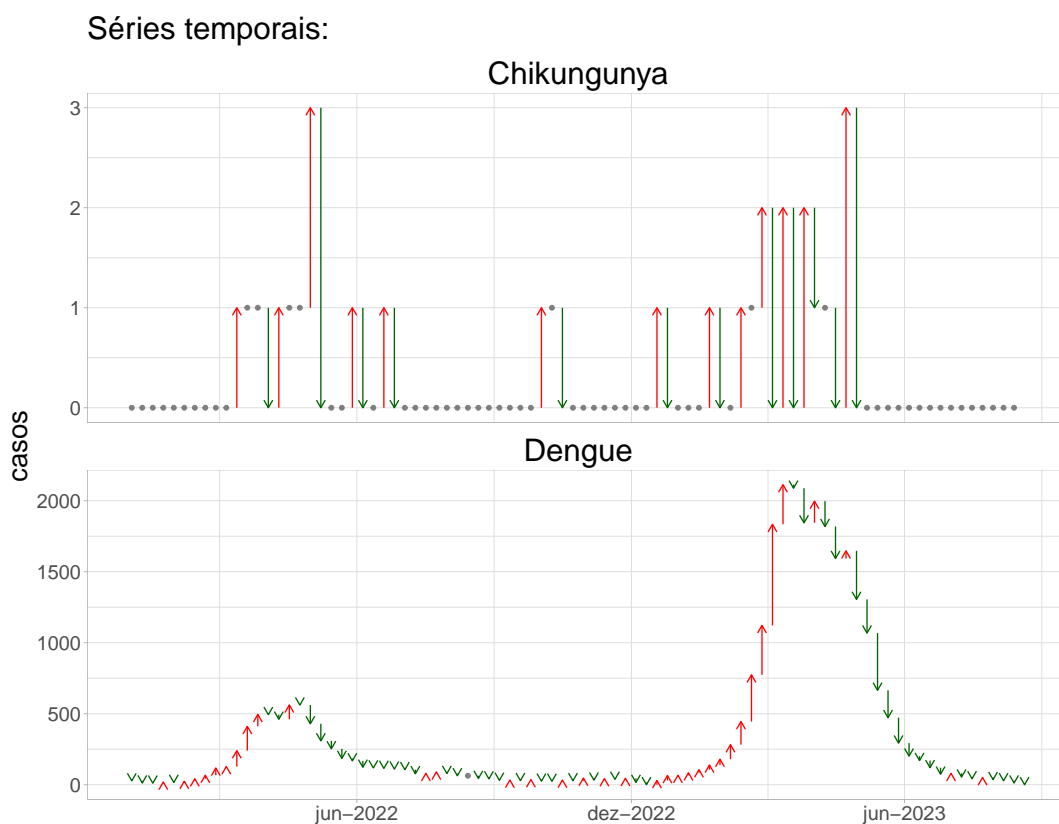 Séries temporais:
Chikungunya
3
2
1
0
casos
Dengue
2000
1500
1000
500
0
jun−2022
dez−2022
jun−2023